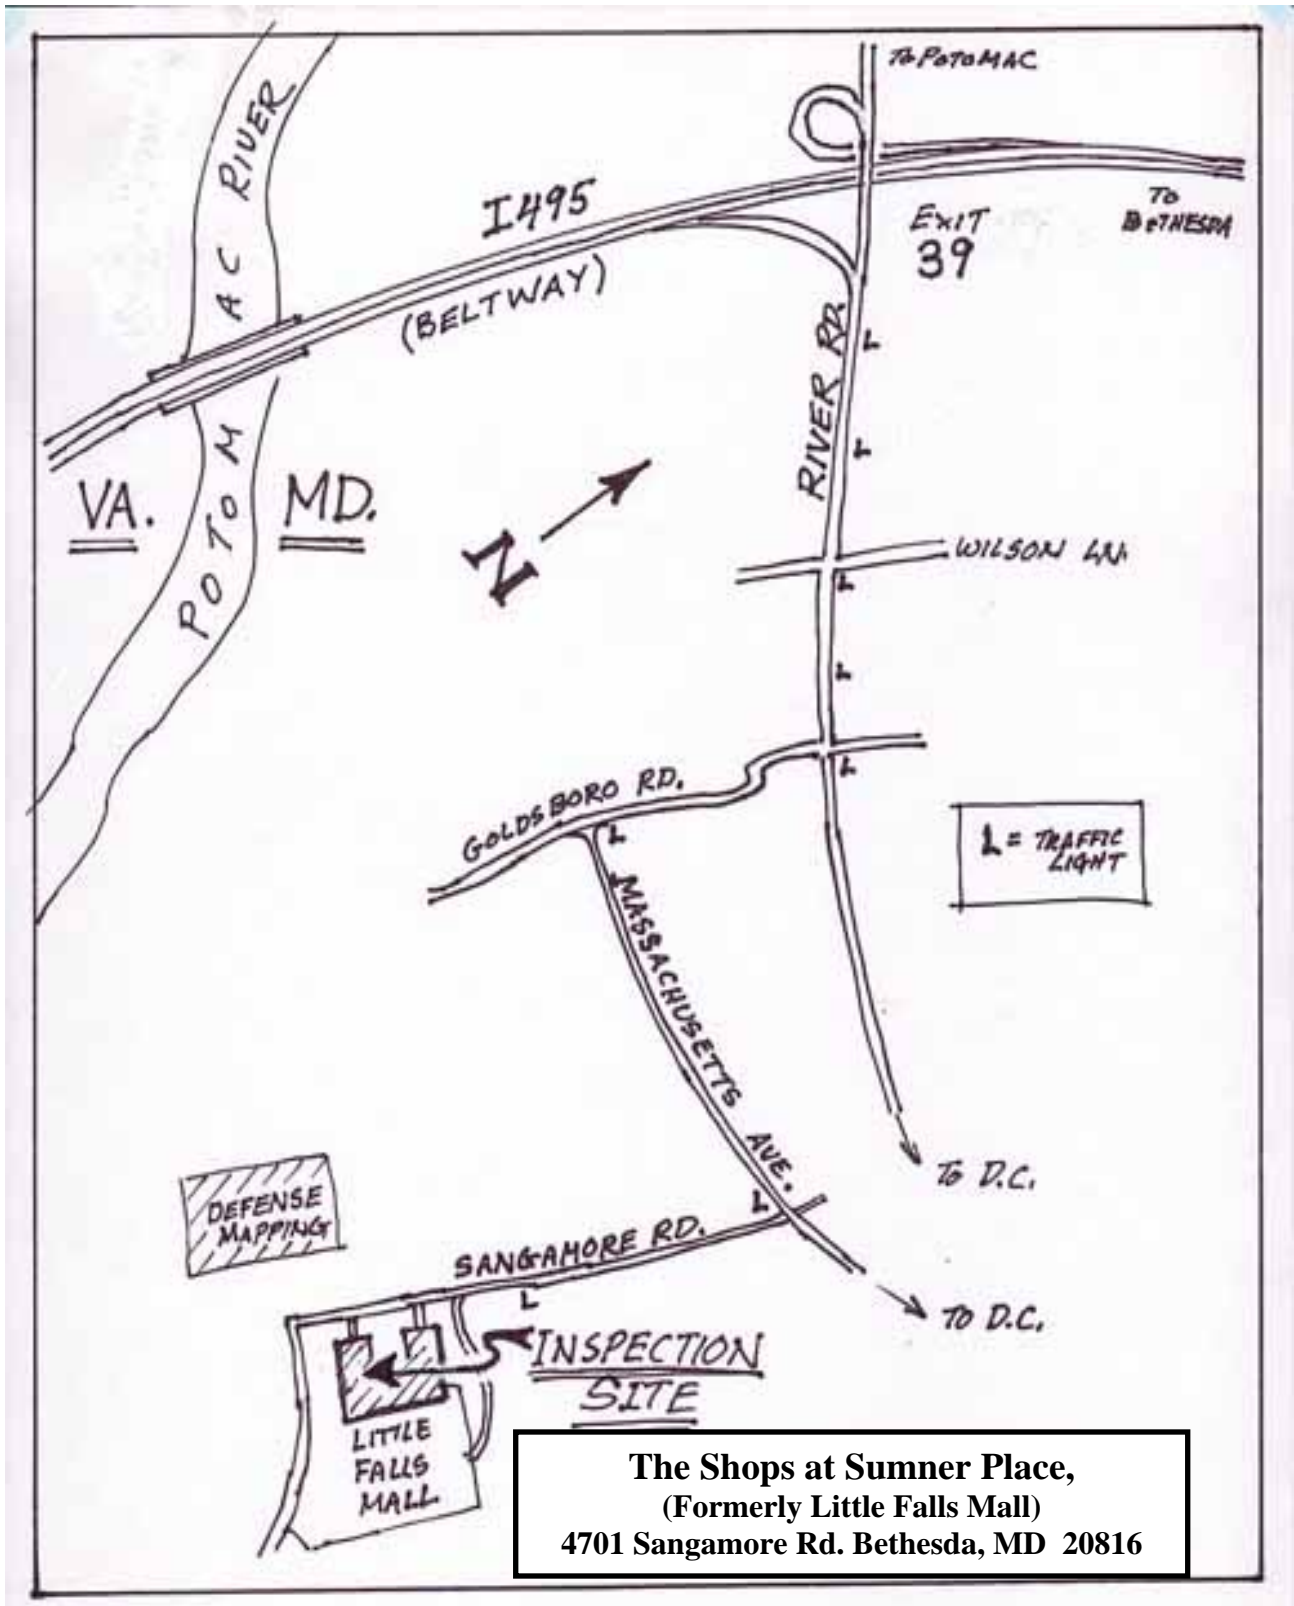 To POTOMAC
POTOMAC RIVER
I495
(BELTWAY)
EXIT
39
To
BETHESDA
RIVER RD.
L
L
VA.
MD.
N
WILSON LN.
L
L
GOLDSBORO RD.
L
L
L = TRAFFIC
LIGHT
MASSACHUSETTS AVE.
To D.C.
DEFENSE
MAPPING
L
SANGAMORE RD.
L
TO D.C.
INSPECTION
SITE
LITTLE
FALLS
MALL
The Shops at Sumner Place,
(Formerly Little Falls Mall)
4701 Sangamore Rd. Bethesda, MD  20816